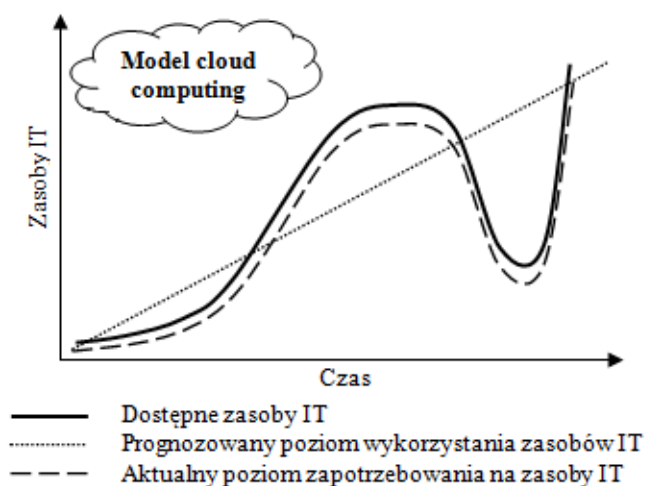 Model cloud
computing
Zasoby IT
Czas
Dostępne zasoby IT
Prognozowany poziom wykorzystania zasobów IT
Aktualny poziom zapotrzebowania na zasoby IT